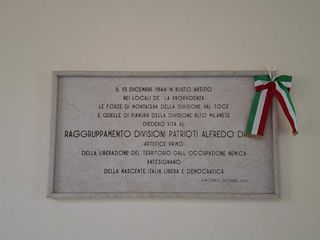 IL 13 DICEMBRE 1944 IN BUSTO ARSIZIO
NEI LOCALI DE "LA PROVVIDENZA
LE FORZE DI MONTAGNA DELLA DIVISIONE VAL TOCE
E QUELLE DI PIANURA DELLA DIVISIONE ALTO MILANESE
DIEDERO VITA AL
RAGGRUPPAMENTO DIVISIONI PATRIOTI ALFREDO
ARTEFICE PRIMO
DELLA LIBERAZIONE DEL TERRITORIO DALL'OCCUPAZIONE NEMICA
ANTESIGNANO
DELLA NASCENTE ITALIA LIBERA E DEMOCRATICA